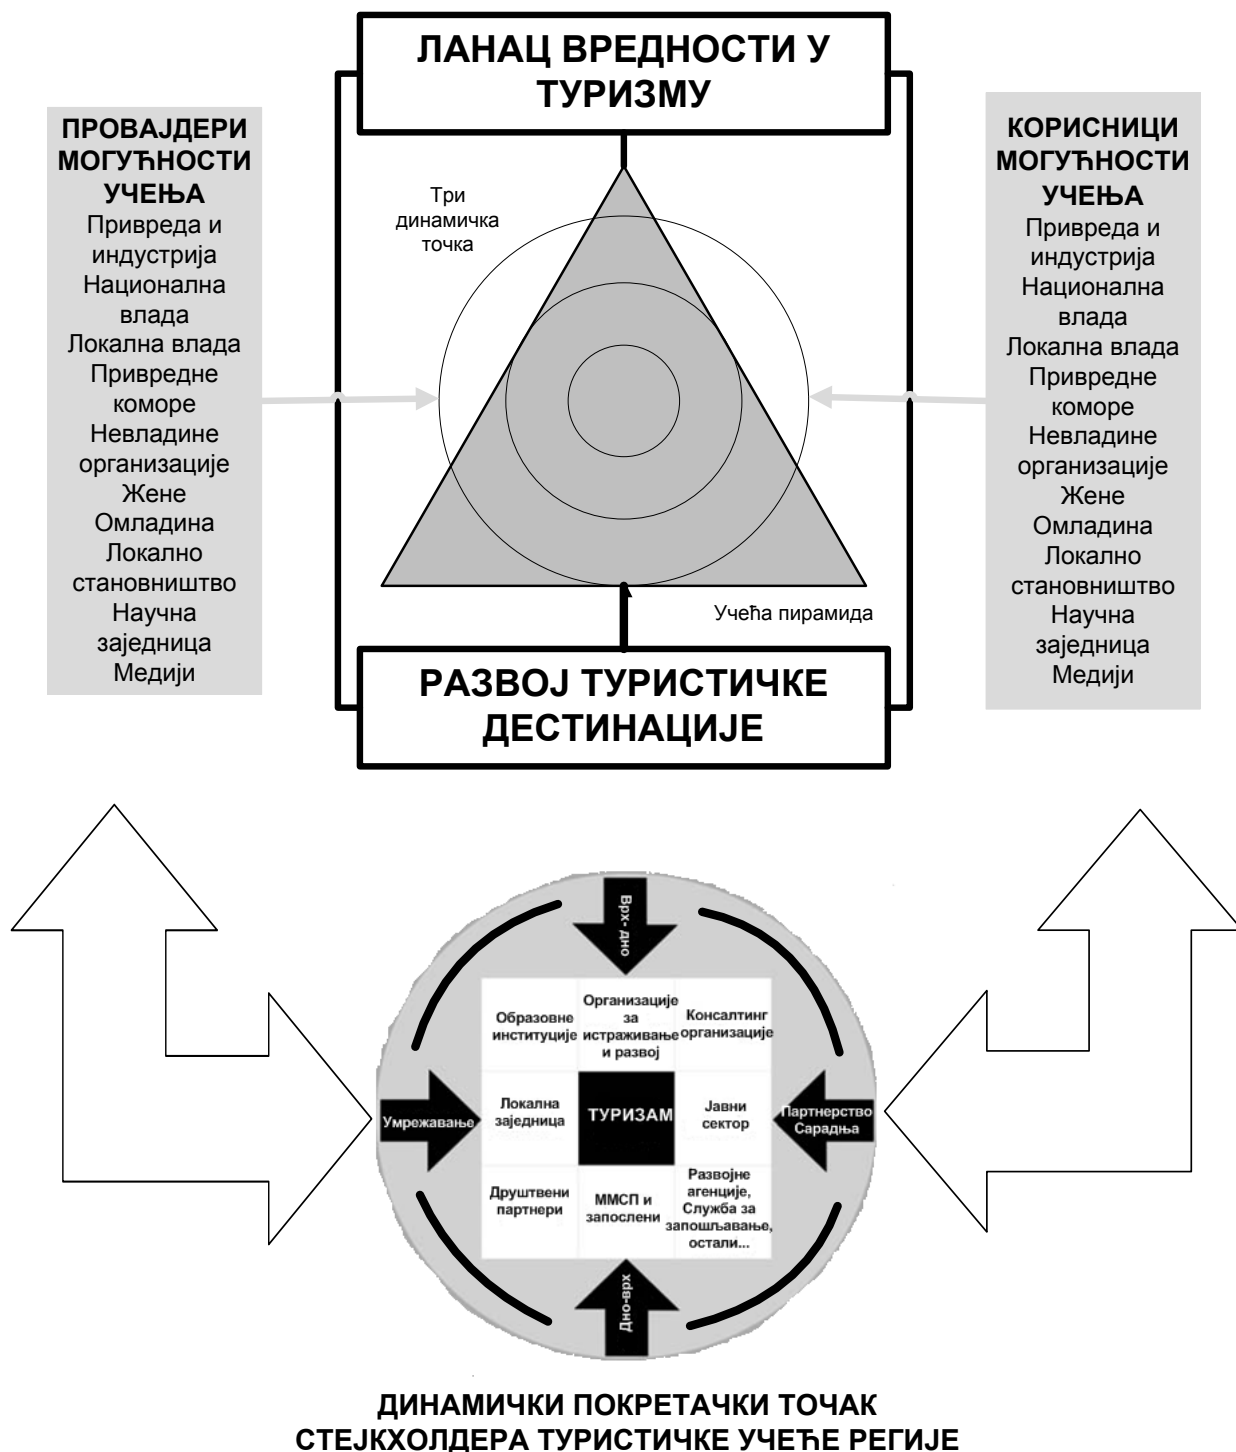 ЛАНАЦ ВРЕДНОСТИ У
ТУРИЗМУ
ПРОВАЈДЕРИ
МОГУЋНОСТИ
УЧЕЊА
Привреда и
индустрија
Национална
влада
Локална влада
Привредне
коморе
Невладине
организације
Жене
Омладина
Локално
становништво
Научна
заједница
Медији
Три
динамичка
точка
Учећа пирамида
КОРИСНИЦИ
МОГУЋНОСТИ
УЧЕЊА
Привреда и
индустрија
Национална
влада
Локална влада
Привредне
коморе
Невладине
организације
Жене
Омладина
Локално
становништво
Научна
заједница
Медији
РАЗВОЈ ТУРИСТИЧКЕ
ДЕСТИНАЦИЈЕ
Врх- дно
Образовне
институције
Организације
за
истраживање
и развој
Консалтинг
организације
Умрежавање
Локална
заједница
ТУРИЗАМ
Јавни
сектор
Партнерство
Сарадња
Друштвени
партнери
ММСП и
запослени
Развојне
агенције,
Служба за
запошљавање,
остали...
Дно-врх
ДИНАМИЧКИ ПОКРЕТАЧКИ ТОЧАК
СТЕЈКХОЛДЕРА ТУРИСТИЧКЕ УЧЕЋЕ РЕГИЈЕ